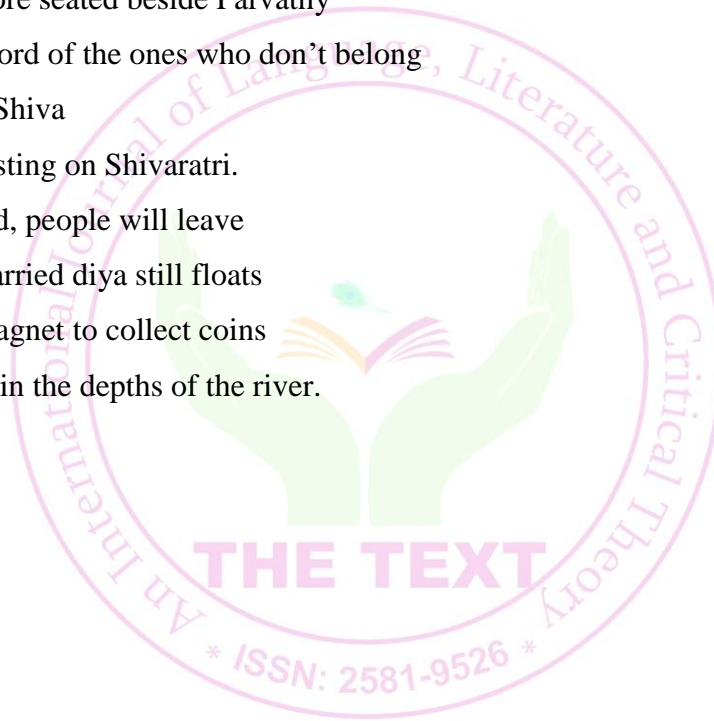 ore seated beside Parvathy
ord of the ones who don’t belong
Shiva
sting on Shivaratri.
d, people will leave
arried diya still floats
agnet to collect coins
in the depths of the river.
An International Journal of Language, Literature and Critical Theory
THE TEXT
* ISSN: 2581-9526 *